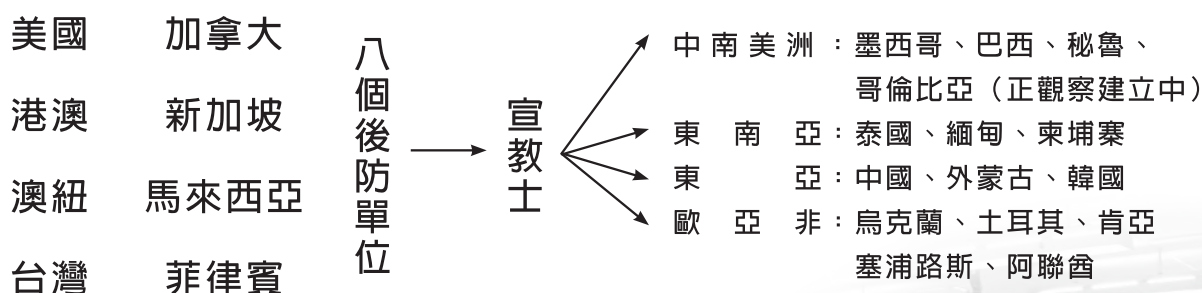 美國 加拿大
港澳 新加坡
澳紐 馬來西亞
台灣 菲律賓
八個後防單位
宣教士
中南美洲：墨西哥、巴西、秘魯、
哥倫比亞（正觀察建立中）
東南亞：泰國、緬甸、柬埔寨
東亞：中國、外蒙古、韓國
歐亞非：烏克蘭、土耳其、肯亞
塞浦路斯、阿聯酋